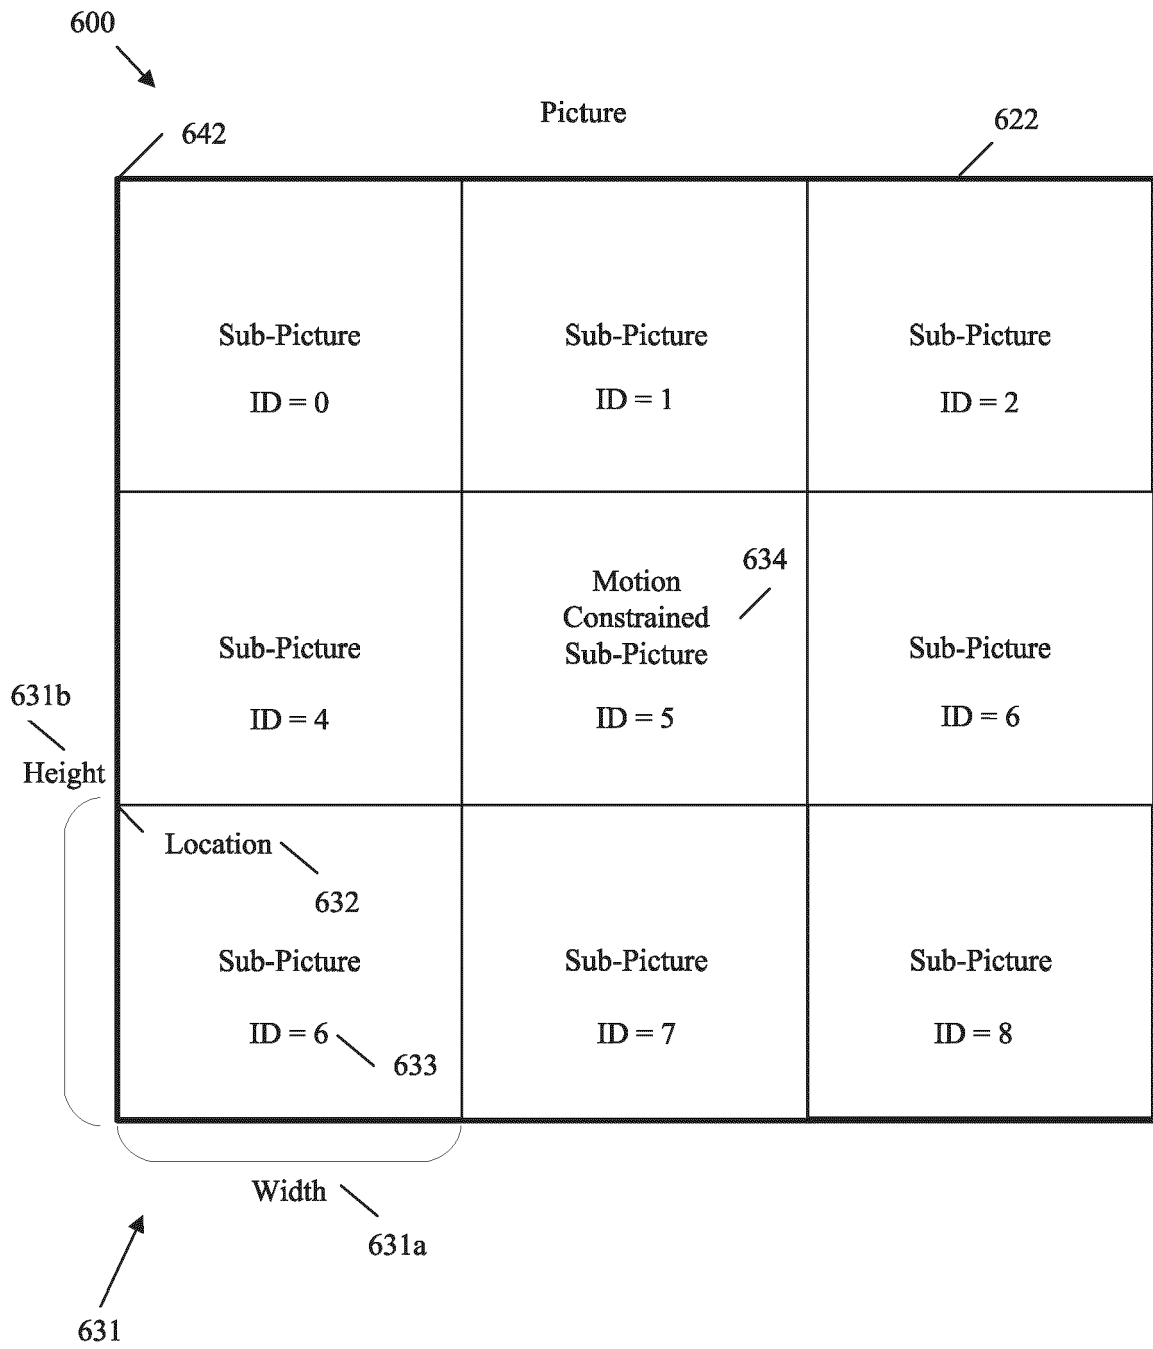 600
Picture
642
622
Sub-Picture
ID = 0
Sub-Picture
ID = 1
Sub-Picture
ID = 2
Sub-Picture
ID = 4
634
Motion
Constrained
Sub-Picture
ID = 5
Sub-Picture
ID = 6
631b
Height
Location
632
Sub-Picture
ID = 6
633
Sub-Picture
ID = 7
Sub-Picture
ID = 8
Width
631a
631